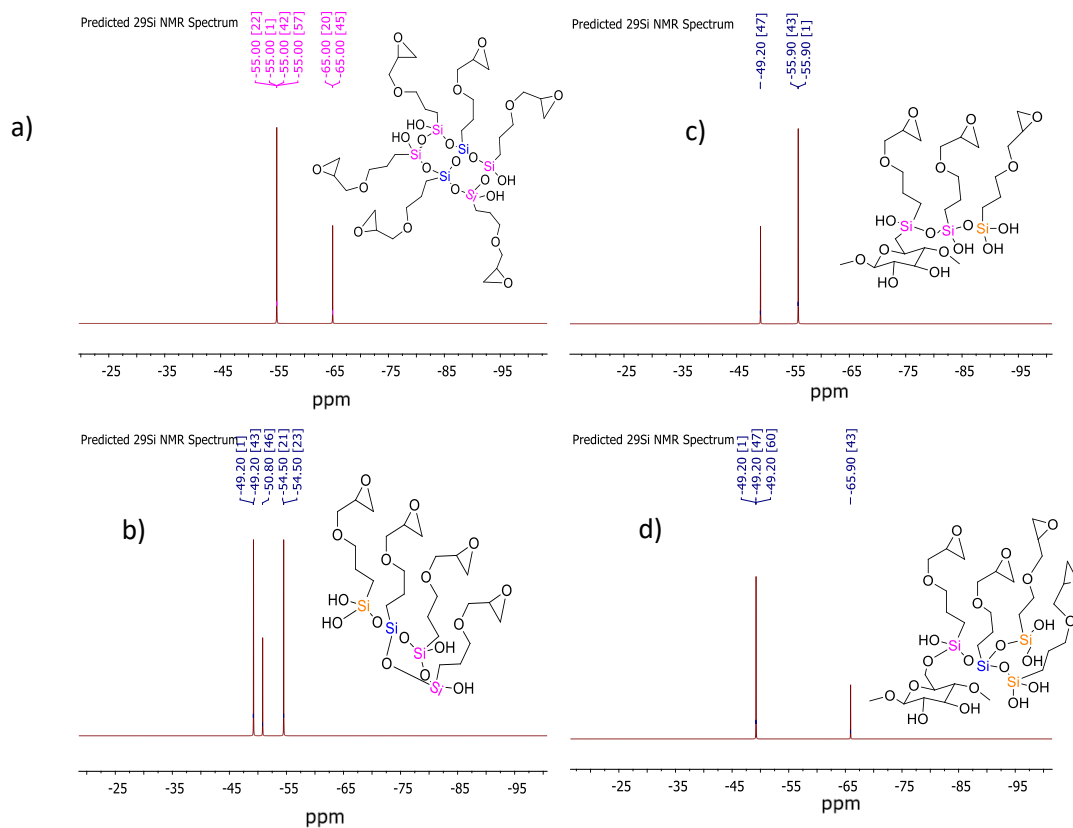 Predicted 29Si NMR Spectrum
-55.00 [22]
-55.00 [1]
-55.00 [42]
-55.00 [57]
-65.00 [20]
-65.00 [45]
a)
O
O
O
O
O
O
O
HO
Si
HO
Si
O
Si
O
Si
OH
O
O
O
O
Si
O
O
Si
OH
O
O
O
O
O
-25 -35 -45 -55 -65 -75 -85 -95
ppm
Predicted 29Si NMR Spectrum
-49.20 [47]
-55.90 [43]
-55.90 [1]
c)
O
O
O
O
O
O
HO
Si
O
Si
O
Si
OH
OH
OH
O
O
O
HO
OH
-25 -35 -45 -55 -65 -75 -85 -95
ppm
Predicted 29Si NMR Spectrum
-49.20 [1]
-49.20 [43]
-50.80 [46]
-54.50 [21]
-54.50 [23]
b)
O
O
O
O
O
O
O
O
HO
Si
HO
O
Si
O
Si
OH
O
O
Si
OH
-25 -35 -45 -55 -65 -75 -85 -95
ppm
Predicted 29Si NMR Spectrum
-49.20 [1]
-49.20 [47]
-49.20 [60]
-65.90 [43]
d)
O
O
O
O
O
O
O
O
HO
Si
O
Si
O
Si
OH
OH
O
Si
OH
OH
O
O
O
O
HO
OH
-25 -35 -45 -55 -65 -75 -85 -95
ppm